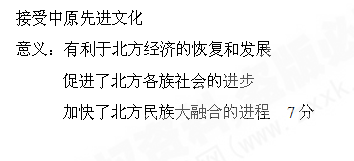 接受中原先进文化
意义：有利于北方经济的恢复和发展
促进了北方各族社会的进步
加快了北方民族大融合的进程 7分